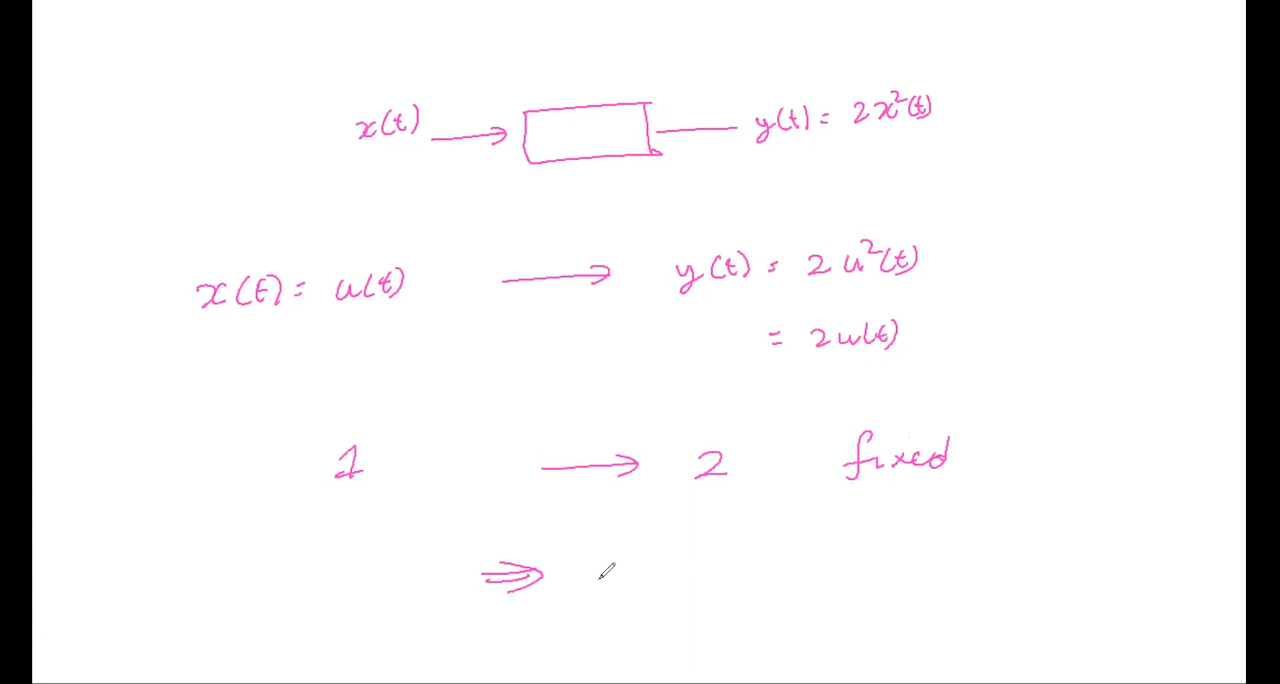 x(t) → y(t) = 2x²(t)
x(t) = u(t) → y(t) = 2u²(t)
= 2u(t)
1 → 2 fixed
⇒